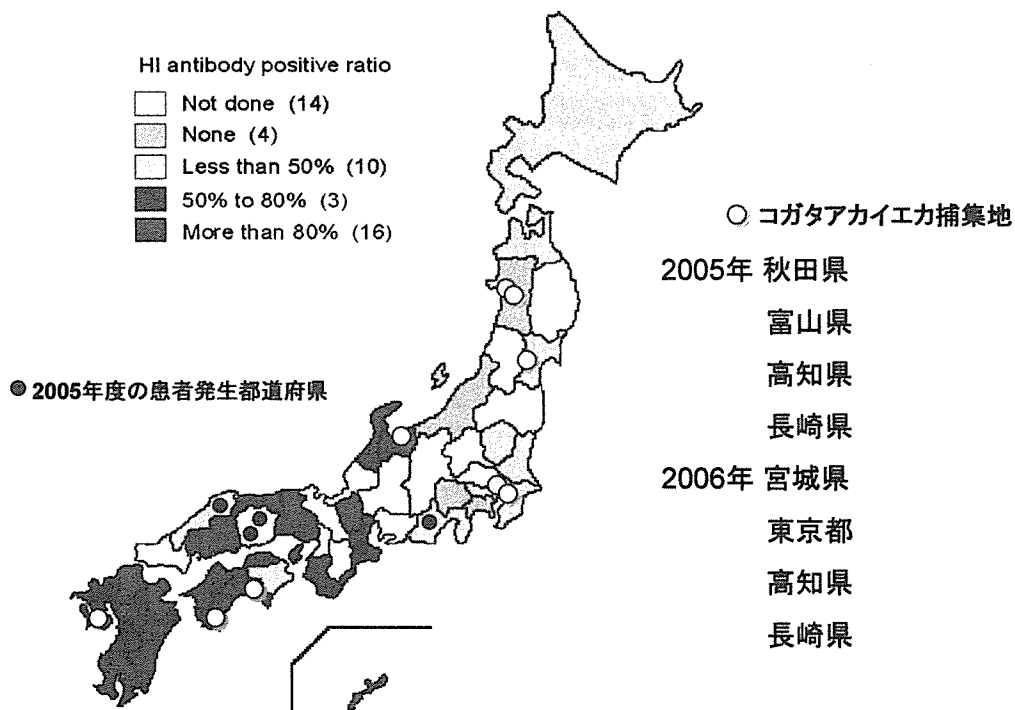 HI antibody positive ratio
Not done (14)
None (4)
Less than 50% (10)
50% to 80% (3)
More than 80% (16)
コガタアカイエカ捕集地
2005年 秋田県
富山県
高知県
長崎県
2006年 宮城県
東京都
高知県
長崎県
2005年度の患者発生都道府県